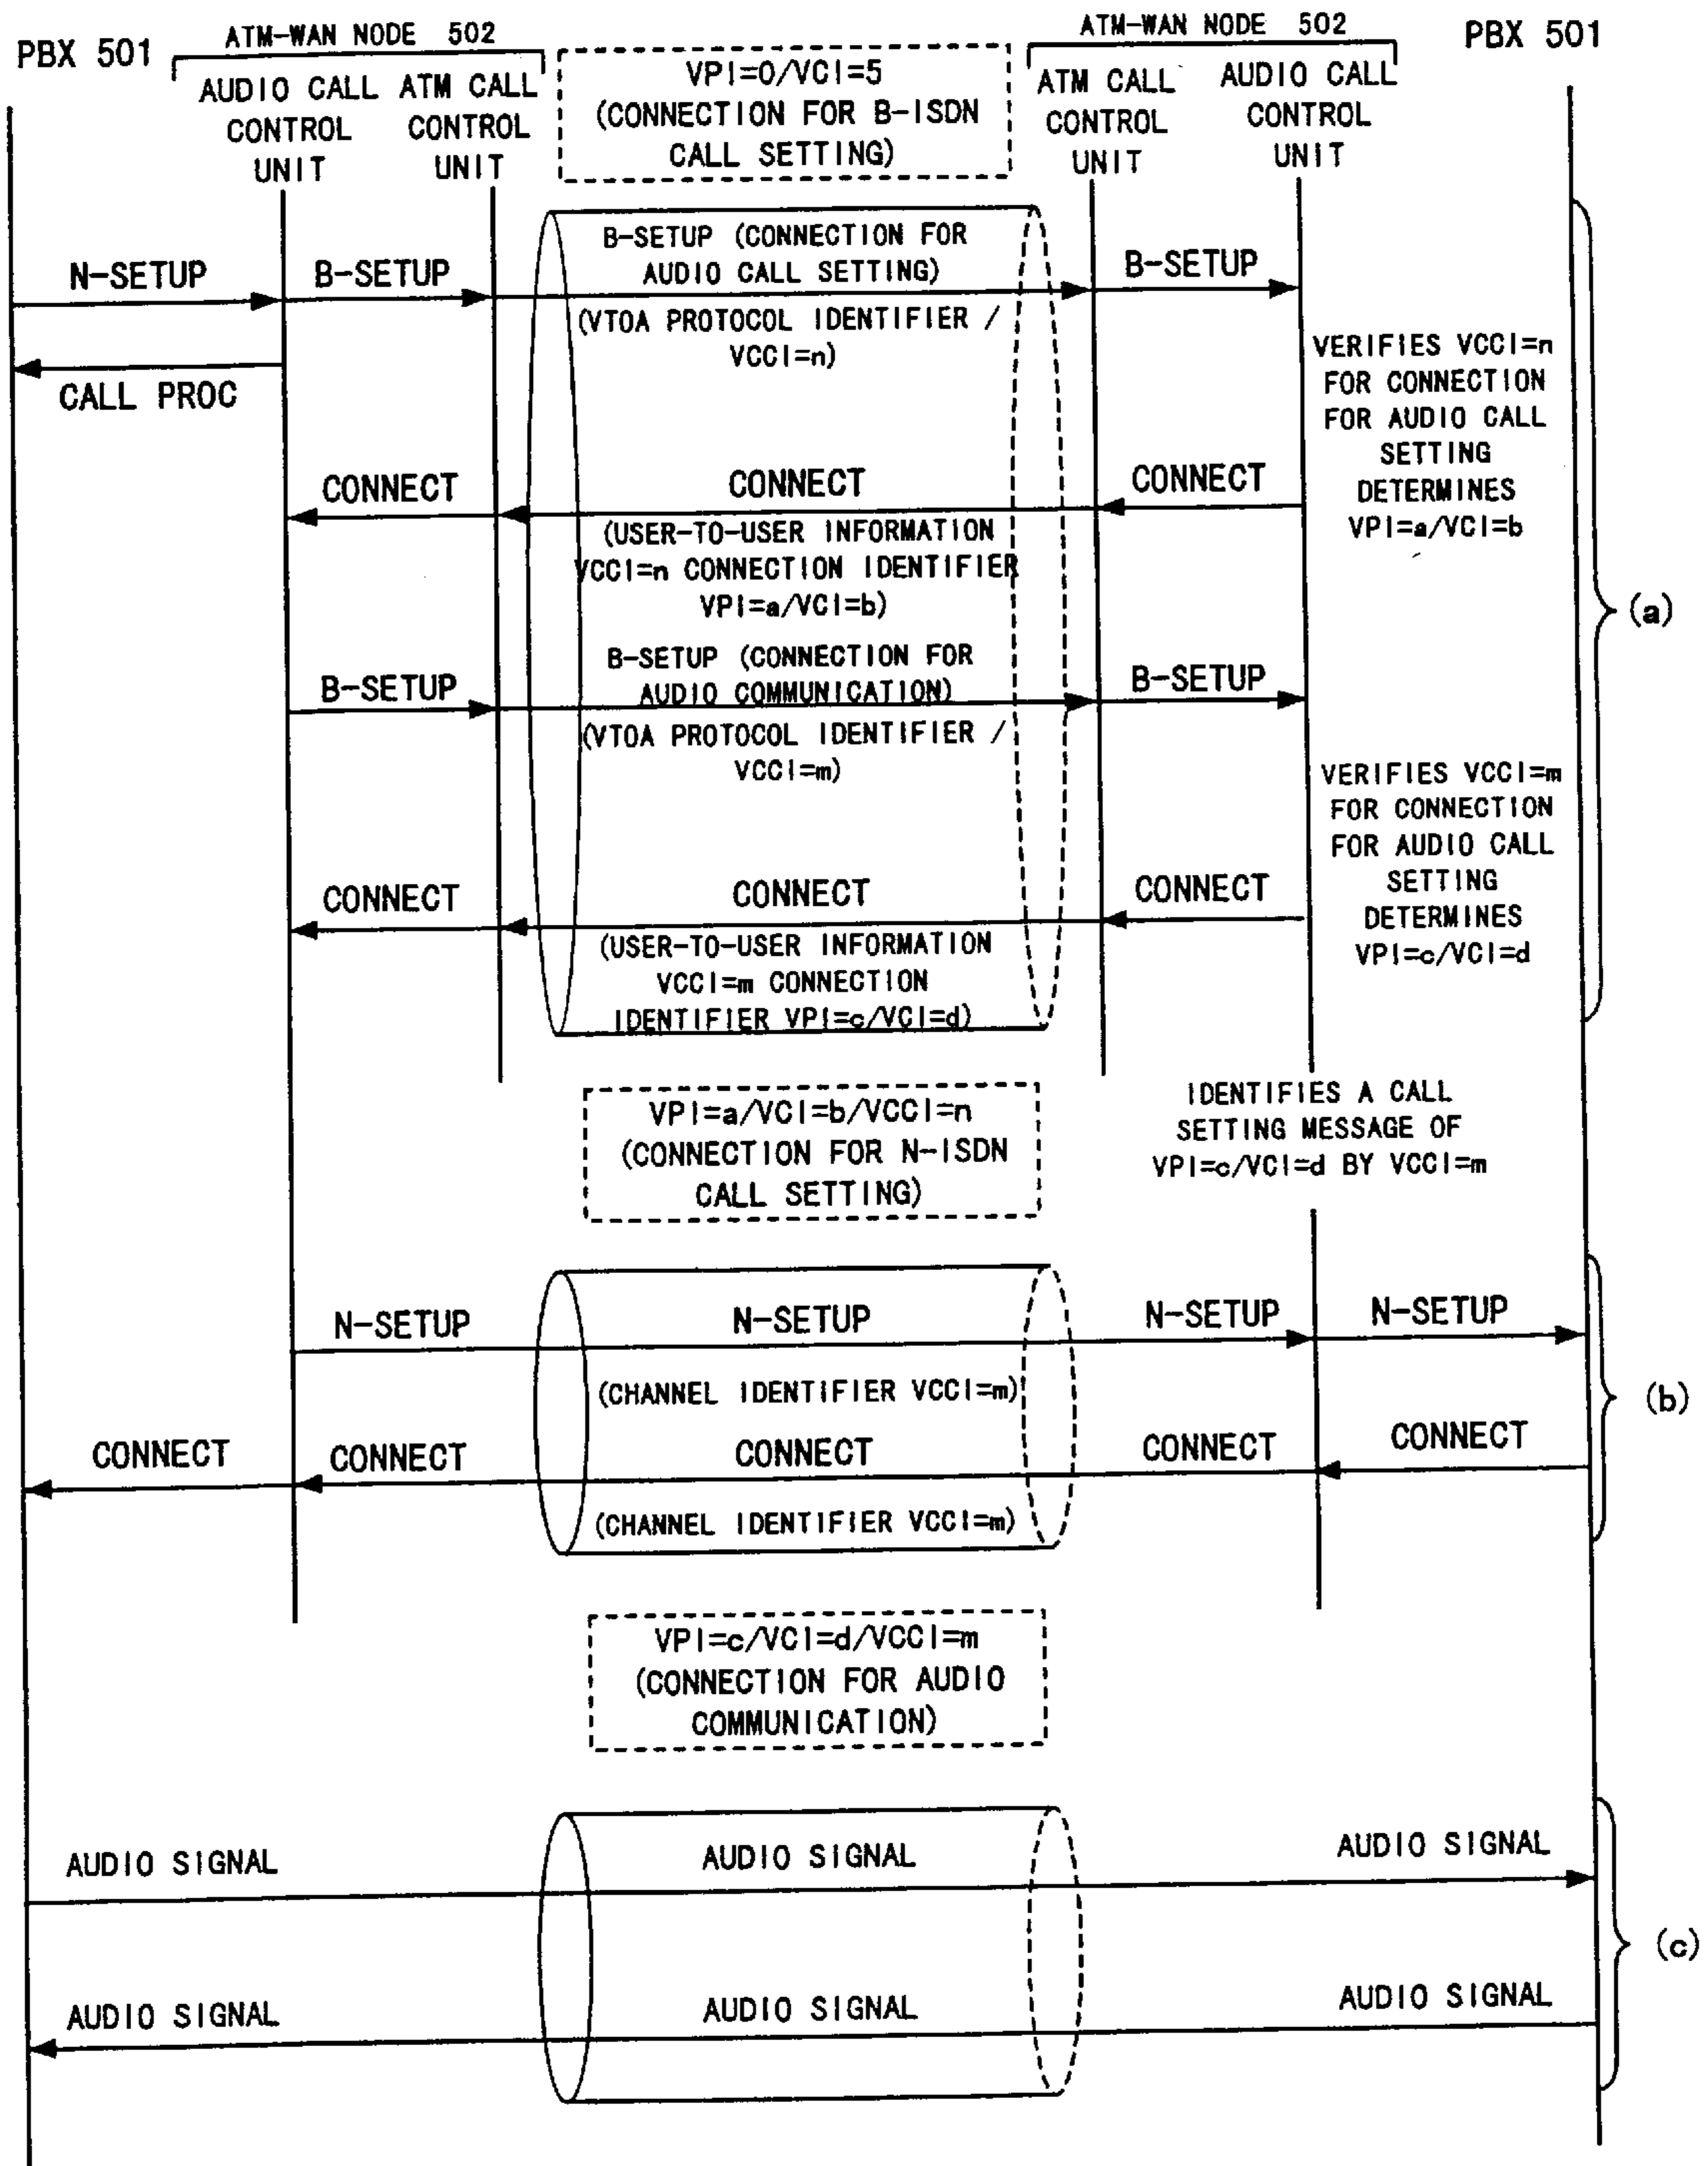 PBX 501
ATM-WAN NODE 502
AUDIO CALL
CONTROL
UNIT
ATM CALL
CONTROL
UNIT
VPI=0/VCI=5
(CONNECTION FOR B-ISDN
CALL SETTING)
ATM-WAN NODE 502
ATM CALL
CONTROL
UNIT
AUDIO CALL
CONTROL
UNIT
PBX 501
N-SETUP
B-SETUP
B-SETUP (CONNECTION FOR
AUDIO CALL SETTING)
B-SETUP
(VTOA PROTOCOL IDENTIFIER /
VCCI=n)
CALL PROC
VERIFIES VCCI=n
FOR CONNECTION
FOR AUDIO CALL
SETTING
DETERMINES
VPI=a/VCI=b
CONNECT
CONNECT
CONNECT
(USER-TO-USER INFORMATION
VCCI=n CONNECTION IDENTIFIER
VPI=a/VCI=b)
(a)
B-SETUP
B-SETUP (CONNECTION FOR
AUDIO COMMUNICATION)
B-SETUP
(VTOA PROTOCOL IDENTIFIER /
VCCI=m)
VERIFIES VCCI=m
FOR CONNECTION
FOR AUDIO CALL
SETTING
DETERMINES
VPI=c/VCI=d
CONNECT
CONNECT
CONNECT
(USER-TO-USER INFORMATION
VCCI=m CONNECTION
IDENTIFIER VPI=c/VCI=d)
VPI=a/VCI=b/VCCI=n
(CONNECTION FOR N-ISDN
CALL SETTING)
IDENTIFIES A CALL
SETTING MESSAGE OF
VPI=c/VCI=d BY VCCI=m
N-SETUP
N-SETUP
N-SETUP
N-SETUP
(CHANNEL IDENTIFIER VCCI=m)
(b)
CONNECT
CONNECT
CONNECT
CONNECT
CONNECT
(CHANNEL IDENTIFIER VCCI=m)
VPI=c/VCI=d/VCCI=m
(CONNECTION FOR AUDIO
COMMUNICATION)
AUDIO SIGNAL
AUDIO SIGNAL
AUDIO SIGNAL
(c)
AUDIO SIGNAL
AUDIO SIGNAL
AUDIO SIGNAL